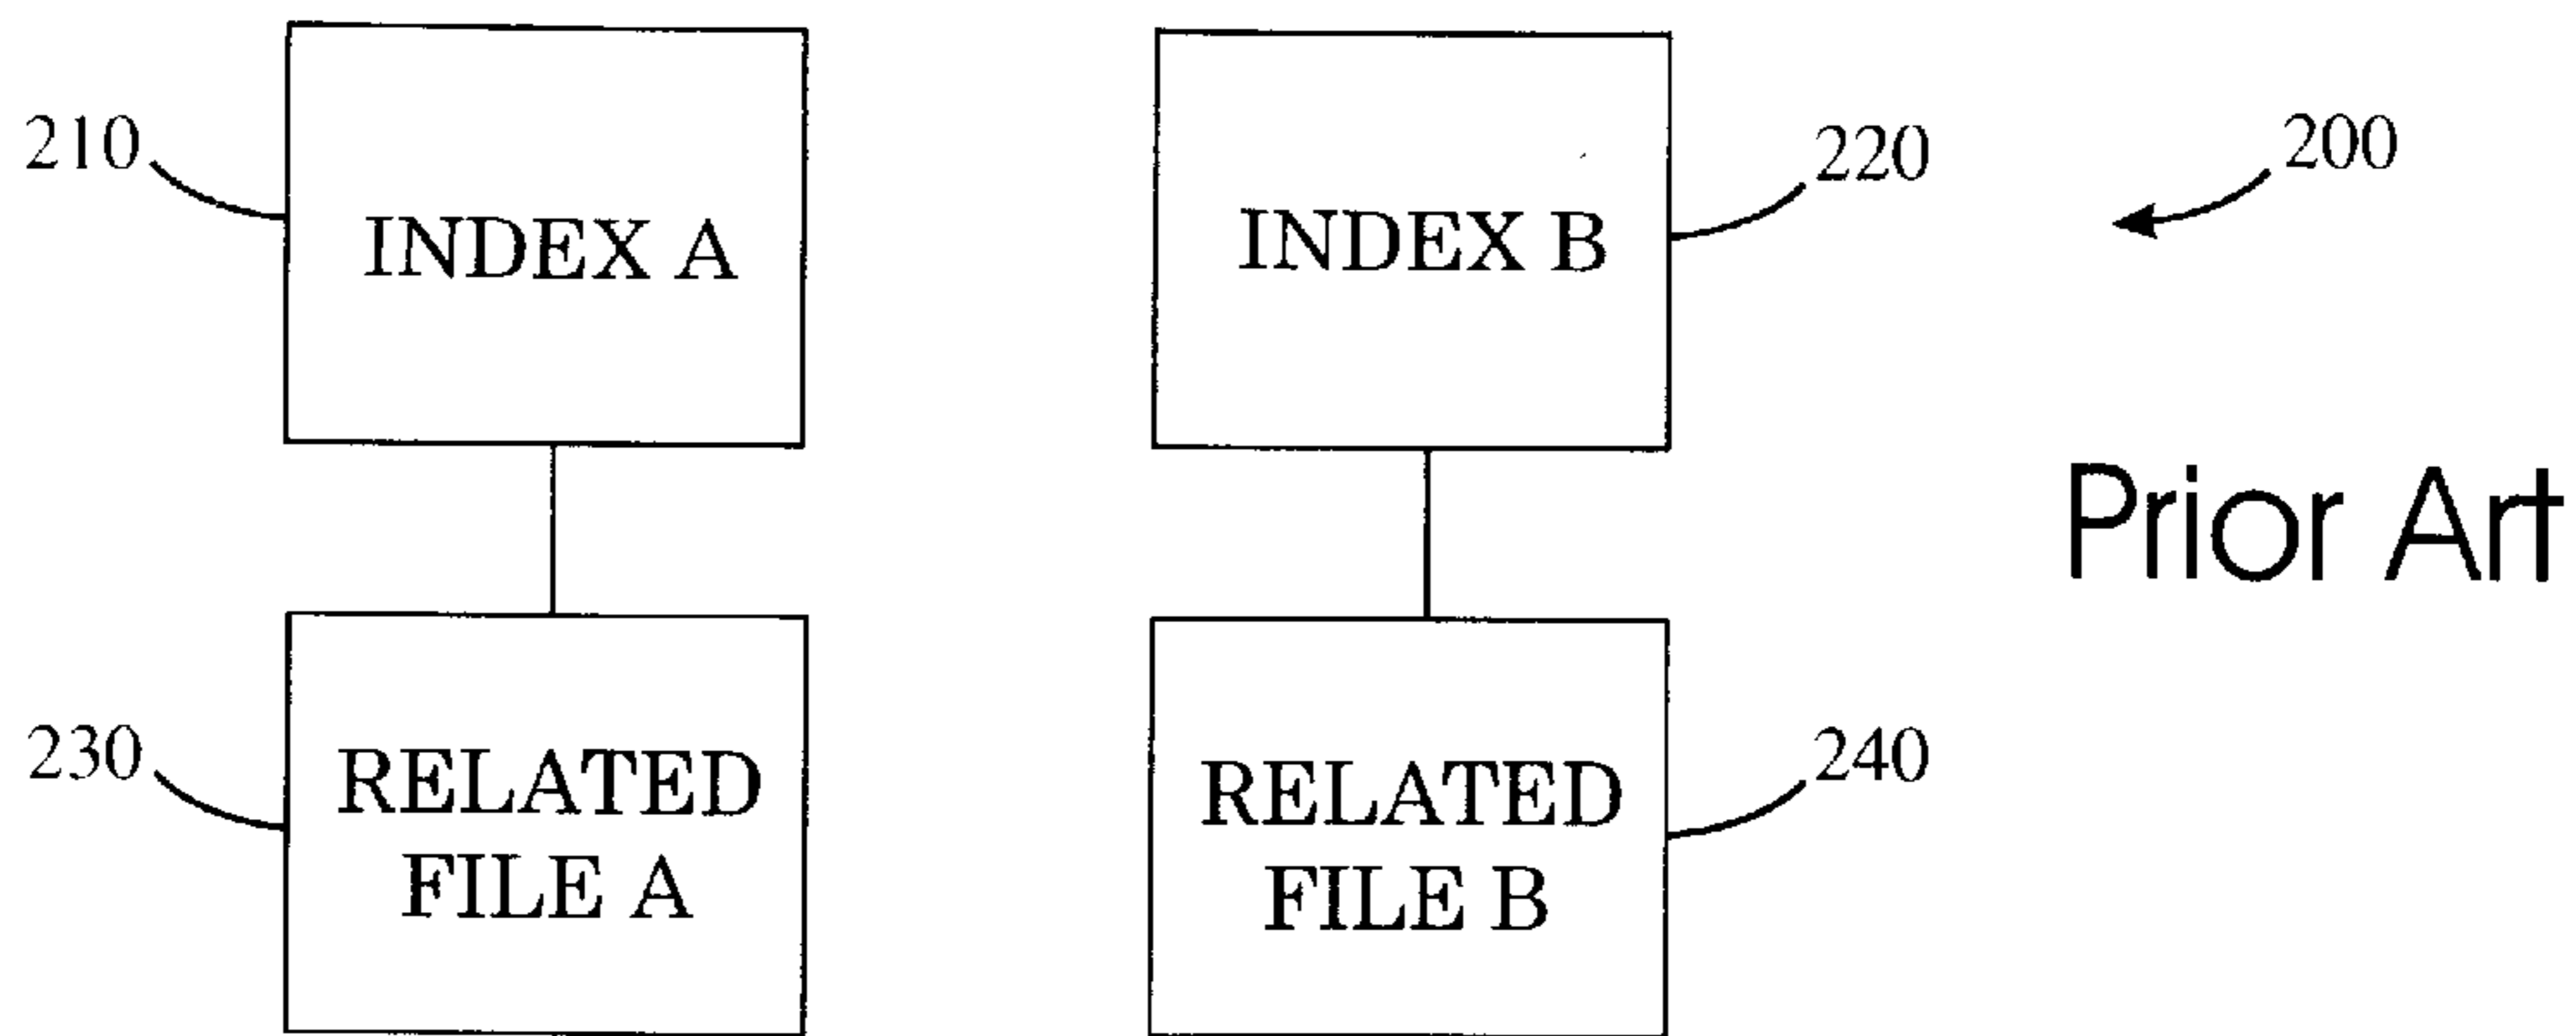 210
INDEX A
INDEX B
220
200
Prior Art
230
RELATED
FILE A
RELATED
FILE B
240